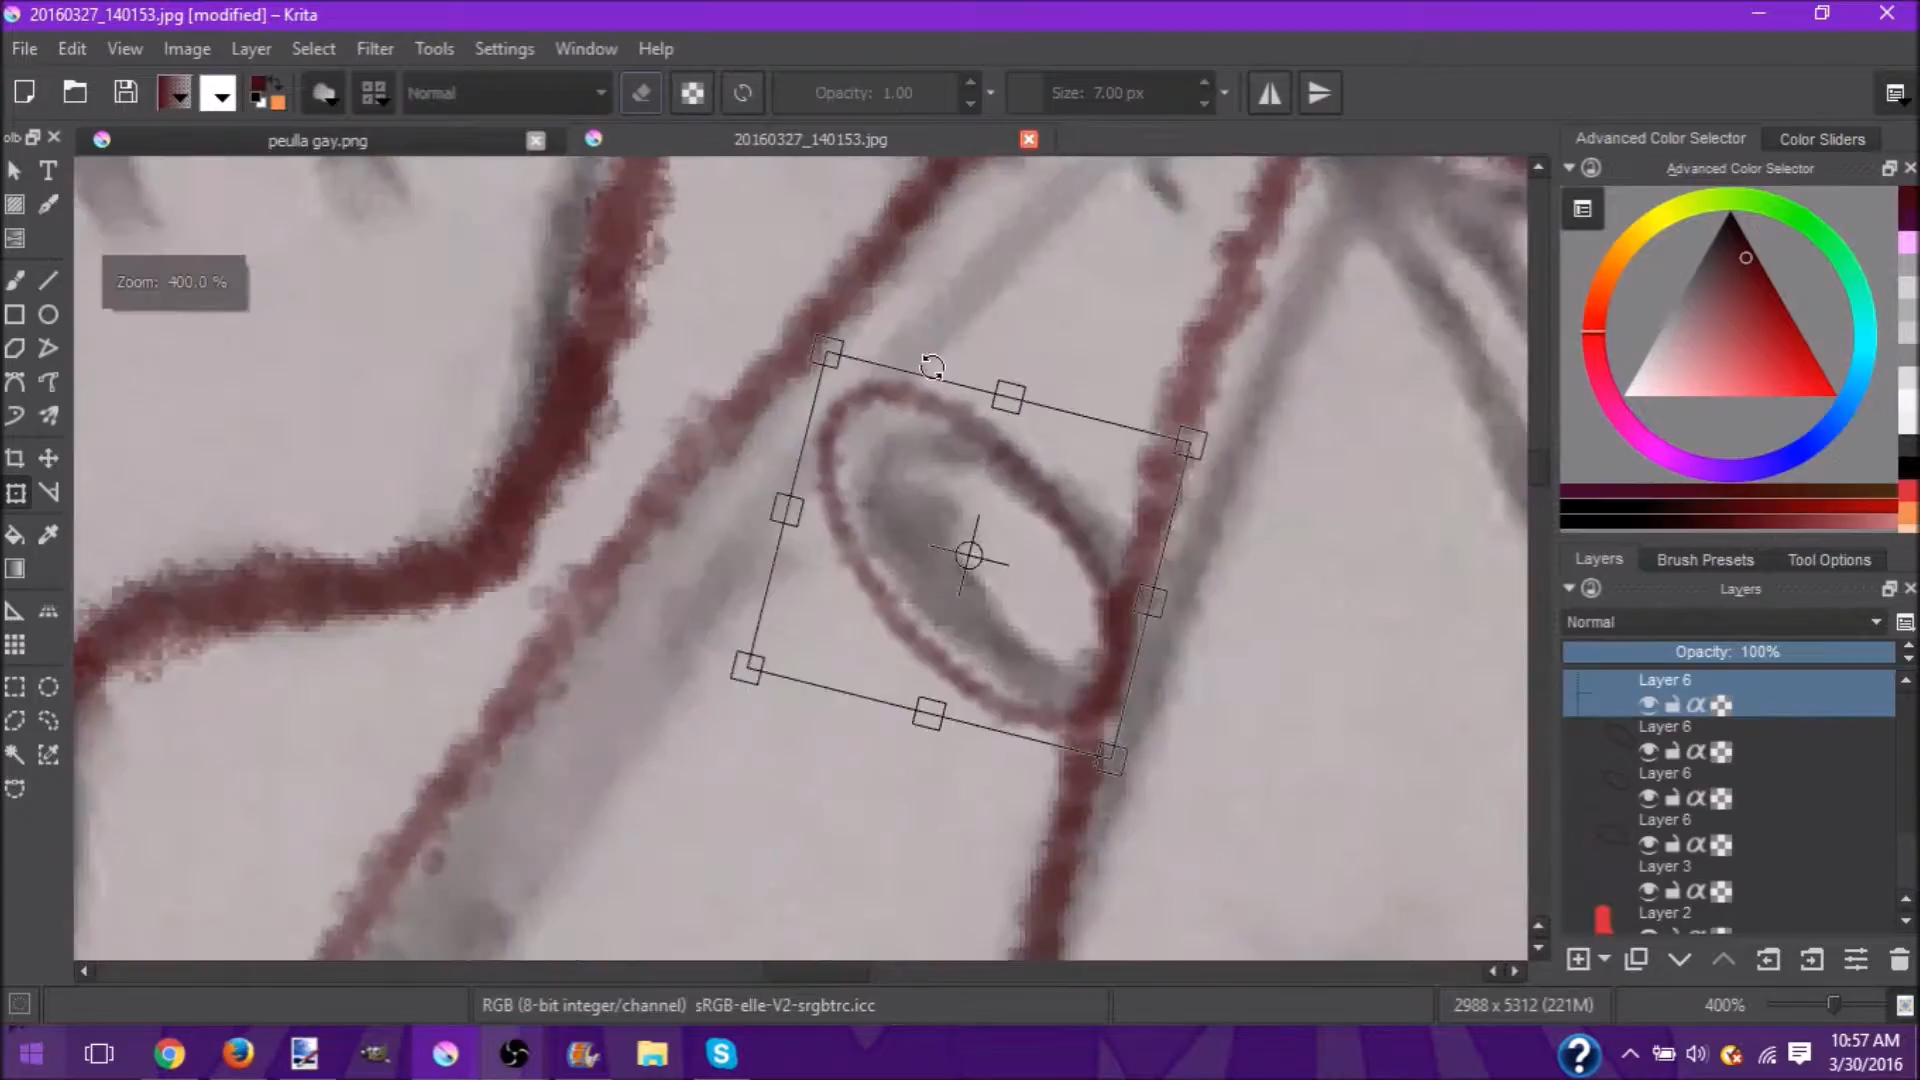 20160327_140153.jpg [modified] – Krita
File Edit View Image Layer Select Filter Tools Settings Window Help
Normal
Opacity: 1.00
Size: 7.00 px
peulla gay.png
20160327_140153.jpg
Advanced Color Selector
Color Sliders
Advanced Color Selector
Zoom: 400.0 %
Layers
Brush Presets
Tool Options
Layers
Normal
Opacity: 100%
Layer 6
Layer 6
Layer 6
Layer 6
Layer 3
Layer 2
RGB (8-bit integer/channel) sRGB-elle-V2-srgbtrc.icc
2988 x 5312 (221M)
400%
10:57 AM
3/30/2016